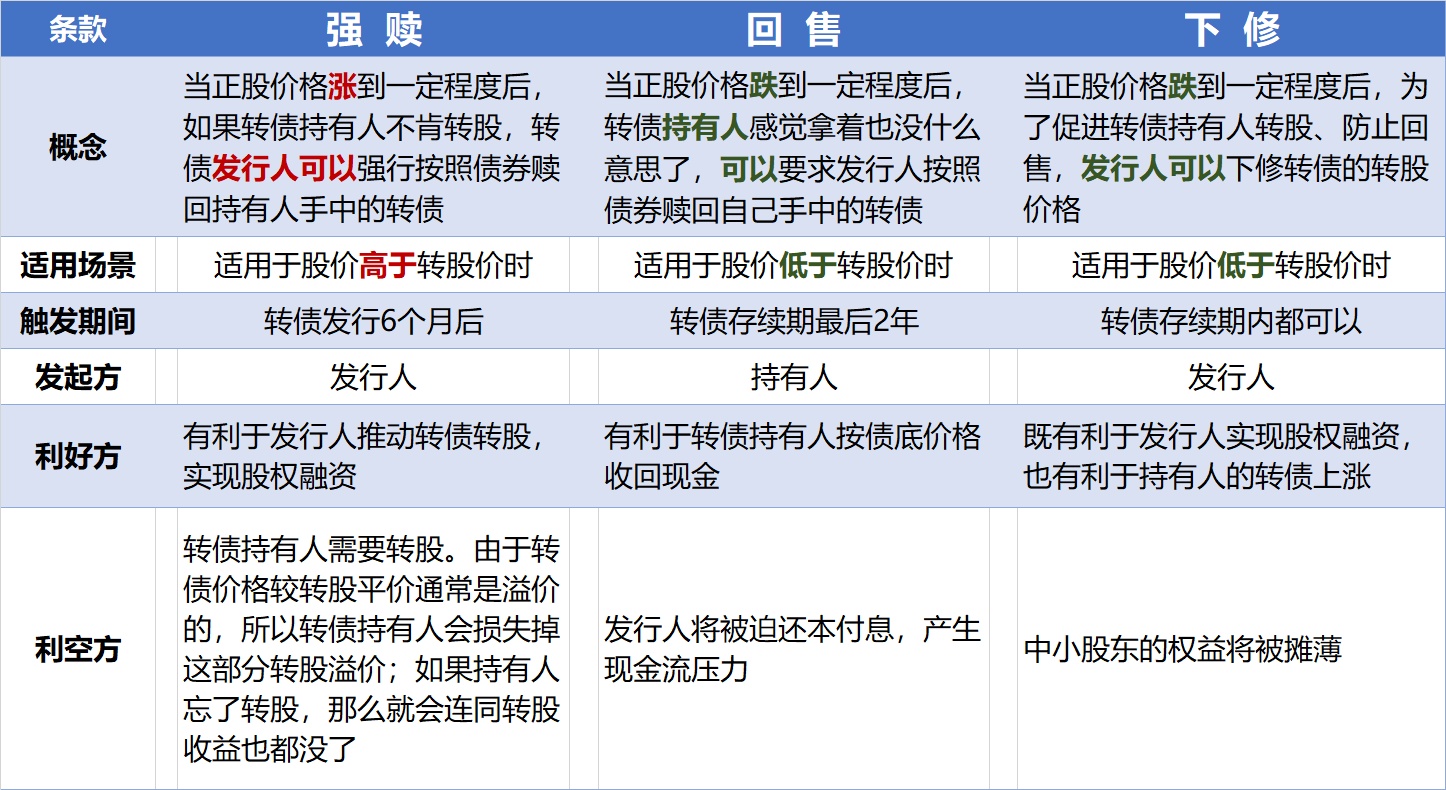 条款 强 赎 回 售 下 修
概念
当正股价格涨到一定程度后，
如果转债持有人不肯转股，转
债发行人可以强行按照债券赎
回持有人手中的转债
当正股价格跌到一定程度后，
转债持有人感觉拿着也没什么
意思了，可以要求发行人按照
债券赎回自己手中的转债
当正股价格跌到一定程度后，为
了促进转债持有人转股、防止回
售，发行人可以下修转债的转股
价格
适用场景 适用于股价高于转股价时 适用于股价低于转股价时 适用于股价低于转股价时
触发期间 转债发行6个月后 转债存续期最后2年 转债存续期内都可以
发起方 发行人 持有人 发行人
利好方
有利于发行人推动转债转股，
实现股权融资
有利于转债持有人按债底价格
收回现金
既有利于发行人实现股权融资，
也有利于持有人的转债上涨
利空方
转债持有人需要转股。由于转
债价格较转股平价通常是溢价
的，所以转债持有人会损失掉
这部分转股溢价；如果持有人
忘了转股，那么就会连同转股
收益也都没了
发行人将被迫还本付息，产生
现金流压力
中小股东的权益将被摊薄